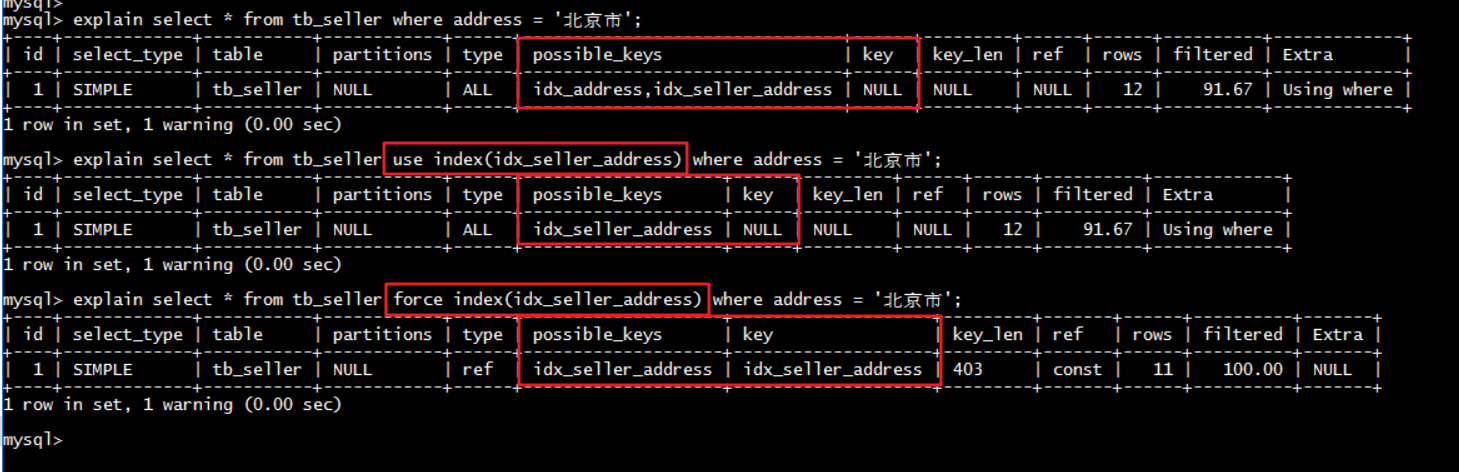 mysql>
mysql> explain select * from tb_seller where address = '北京市';
+----+-------------+-----------+------------+------+--------------------------------+------+---------+------+------+----------+-------------+
| id | select_type | table     | partitions | type | possible_keys                  | key  | key_len | ref  | rows | filtered | Extra       |
+----+-------------+-----------+------------+------+--------------------------------+------+---------+------+------+----------+-------------+
|  1 | SIMPLE      | tb_seller | NULL       | ALL  | idx_address,idx_seller_address | NULL | NULL    | NULL |   12 |    91.67 | Using where |
+----+-------------+-----------+------------+------+--------------------------------+------+---------+------+------+----------+-------------+
1 row in set, 1 warning (0.00 sec)
mysql> explain select * from tb_seller use index(idx_seller_address) where address = '北京市';
+----+-------------+-----------+------------+------+--------------------+------+---------+------+------+----------+-------------+
| id | select_type | table     | partitions | type | possible_keys      | key  | key_len | ref  | rows | filtered | Extra       |
+----+-------------+-----------+------------+------+--------------------+------+---------+------+------+----------+-------------+
|  1 | SIMPLE      | tb_seller | NULL       | ALL  | idx_seller_address | NULL | NULL    | NULL |   12 |    91.67 | Using where |
+----+-------------+-----------+------------+------+--------------------+------+---------+------+------+----------+-------------+
1 row in set, 1 warning (0.00 sec)
mysql> explain select * from tb_seller force index(idx_seller_address) where address = '北京市';
+----+-------------+-----------+------------+------+--------------------+--------------------+---------+-------+------+----------+-------+
| id | select_type | table     | partitions | type | possible_keys      | key                | key_len | ref   | rows | filtered | Extra |
+----+-------------+-----------+------------+------+--------------------+--------------------+---------+-------+------+----------+-------+
|  1 | SIMPLE      | tb_seller | NULL       | ref  | idx_seller_address | idx_seller_address | 403     | const |   11 |   100.00 | NULL  |
+----+-------------+-----------+------------+------+--------------------+--------------------+---------+-------+------+----------+-------+
1 row in set, 1 warning (0.00 sec)
mysql>